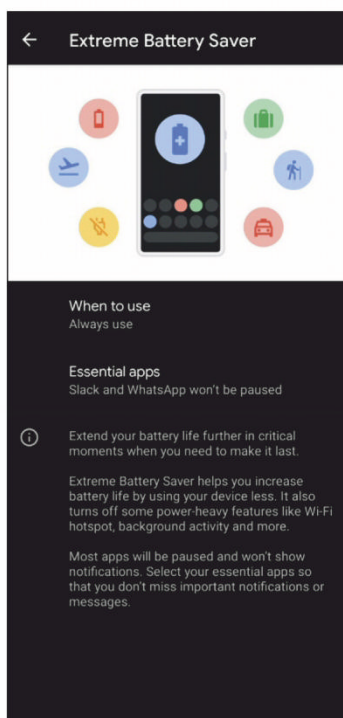 Extreme Battery Saver
When to use
Always use
Essential apps
Slack and WhatsApp won't be paused
Extend your battery life further in critical
moments when you need to make it last.
Extreme Battery Saver helps you increase
battery life by using your device less. It also
turns off some power-heavy features like Wi-Fi
hotspot, background activity and more.
Most apps will be paused and won't show
notifications. Select your essential apps so
that you don't miss important notifications or
messages.